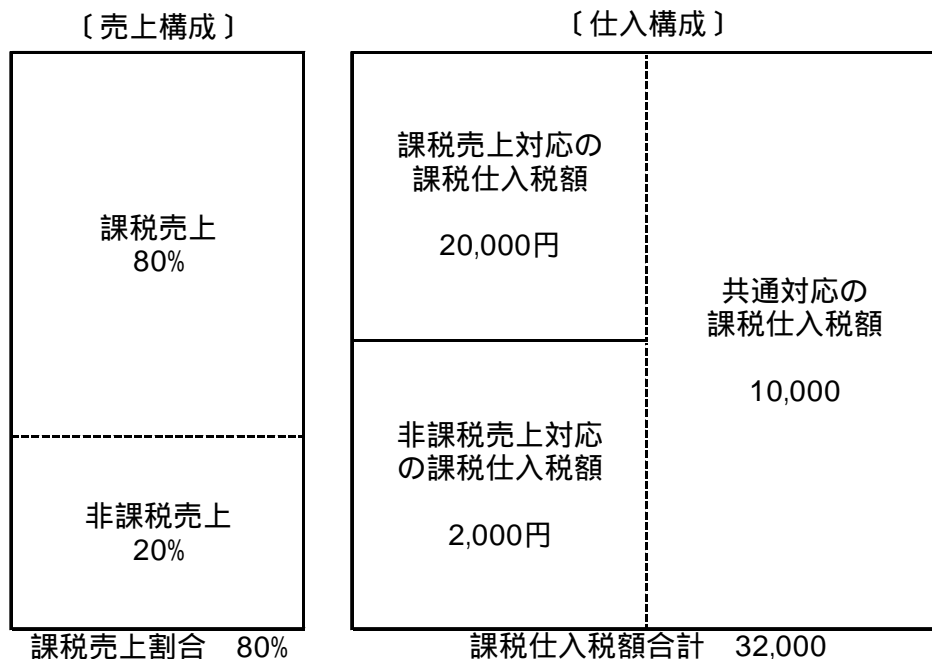 〔売上構成〕
課税売上
80%
非課税売上
20%
課税売上割合 80%
〔仕入構成〕
課税売上対応の
課税仕入税額
20,000円
非課税売上対応
の課税仕入税額
2,000円
共通対応の
課税仕入税額
10,000
課税仕入税額合計 32,000